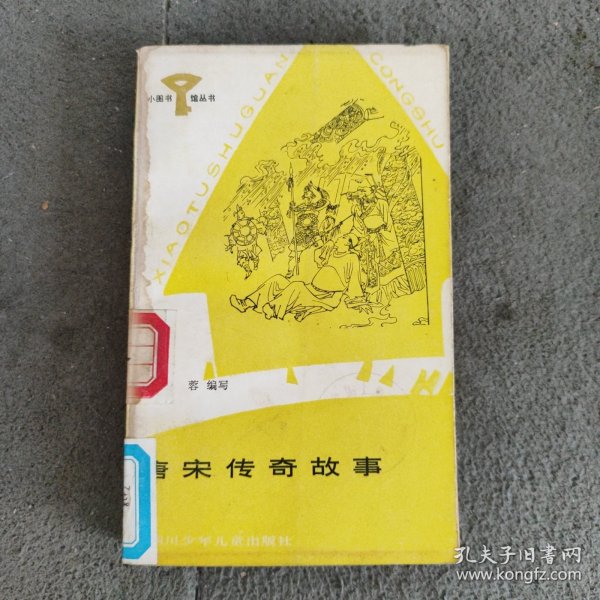 小图书 馆丛书
XIAOTUSHUGUAN CONGSHU
蓉 编写
唐宋传奇故事
四川少年儿童出版社
孔夫子旧书网
www.kongfz.com